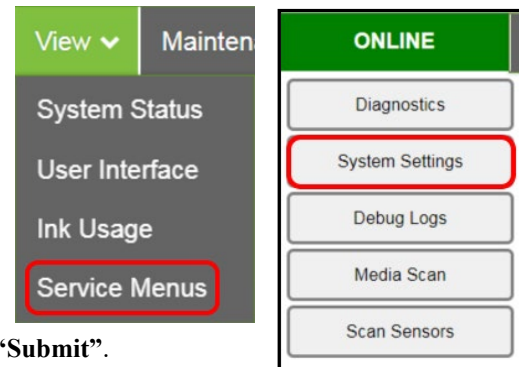 View
Mainten
System Status
User Interface
Ink Usage
Service Menus
"Submit".
ONLINE
Diagnostics
System Settings
Debug Logs
Media Scan
Scan Sensors